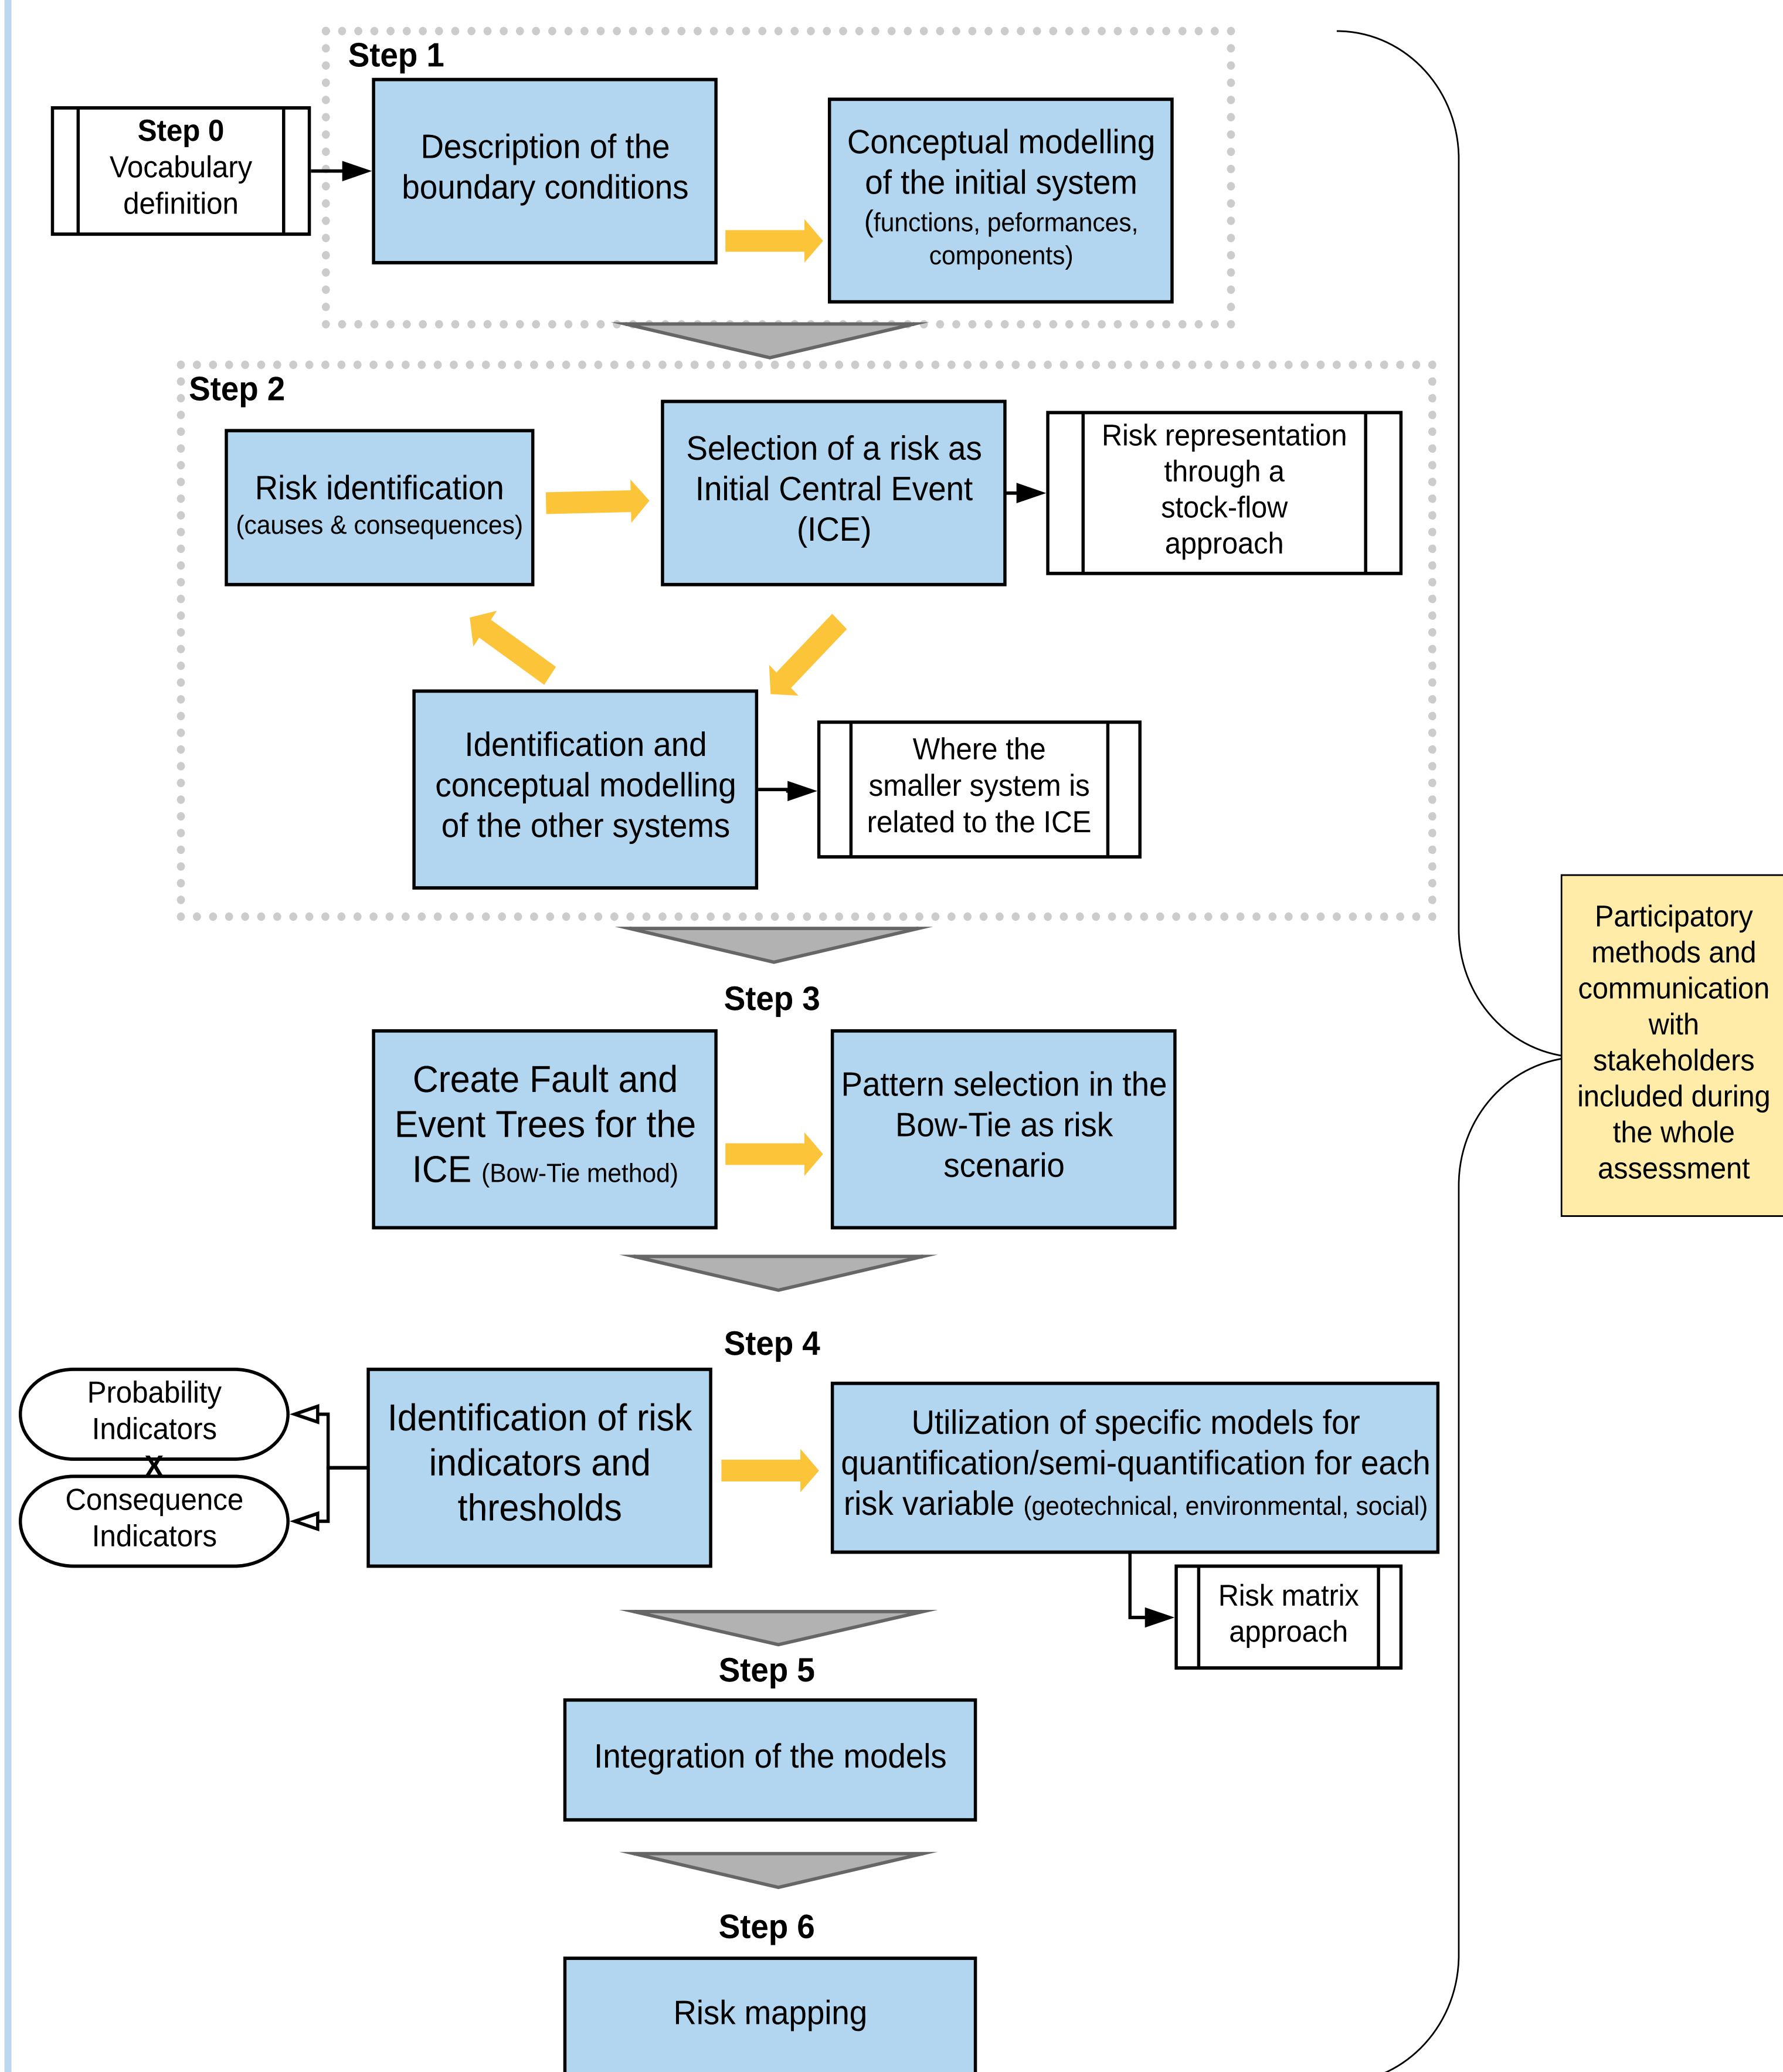 Step 1
Step 0
Vocabulary
definition
Description of the
boundary conditions
Conceptual modelling
of the initial system
(functions, peformances,
components)
Step 2
Risk identification
(causes & consequences)
Selection of a risk as
Initial Central Event
(ICE)
Risk representation
through a
stock-flow
approach
Identification and
conceptual modelling
of the other systems
Where the
smaller system is
related to the ICE
Participatory
methods and
communication
with
stakeholders
included during
the whole
assessment
Step 3
Create Fault and
Event Trees for the
ICE (Bow-Tie method)
Pattern selection in the
Bow-Tie as risk
scenario
Step 4
Probability
Indicators
X
Consequence
Indicators
Identification of risk
indicators and
thresholds
Utilization of specific models for
quantification/semi-quantification for each
risk variable (geotechnical, environmental, social)
Risk matrix
approach
Step 5
Integration of the models
Step 6
Risk mapping